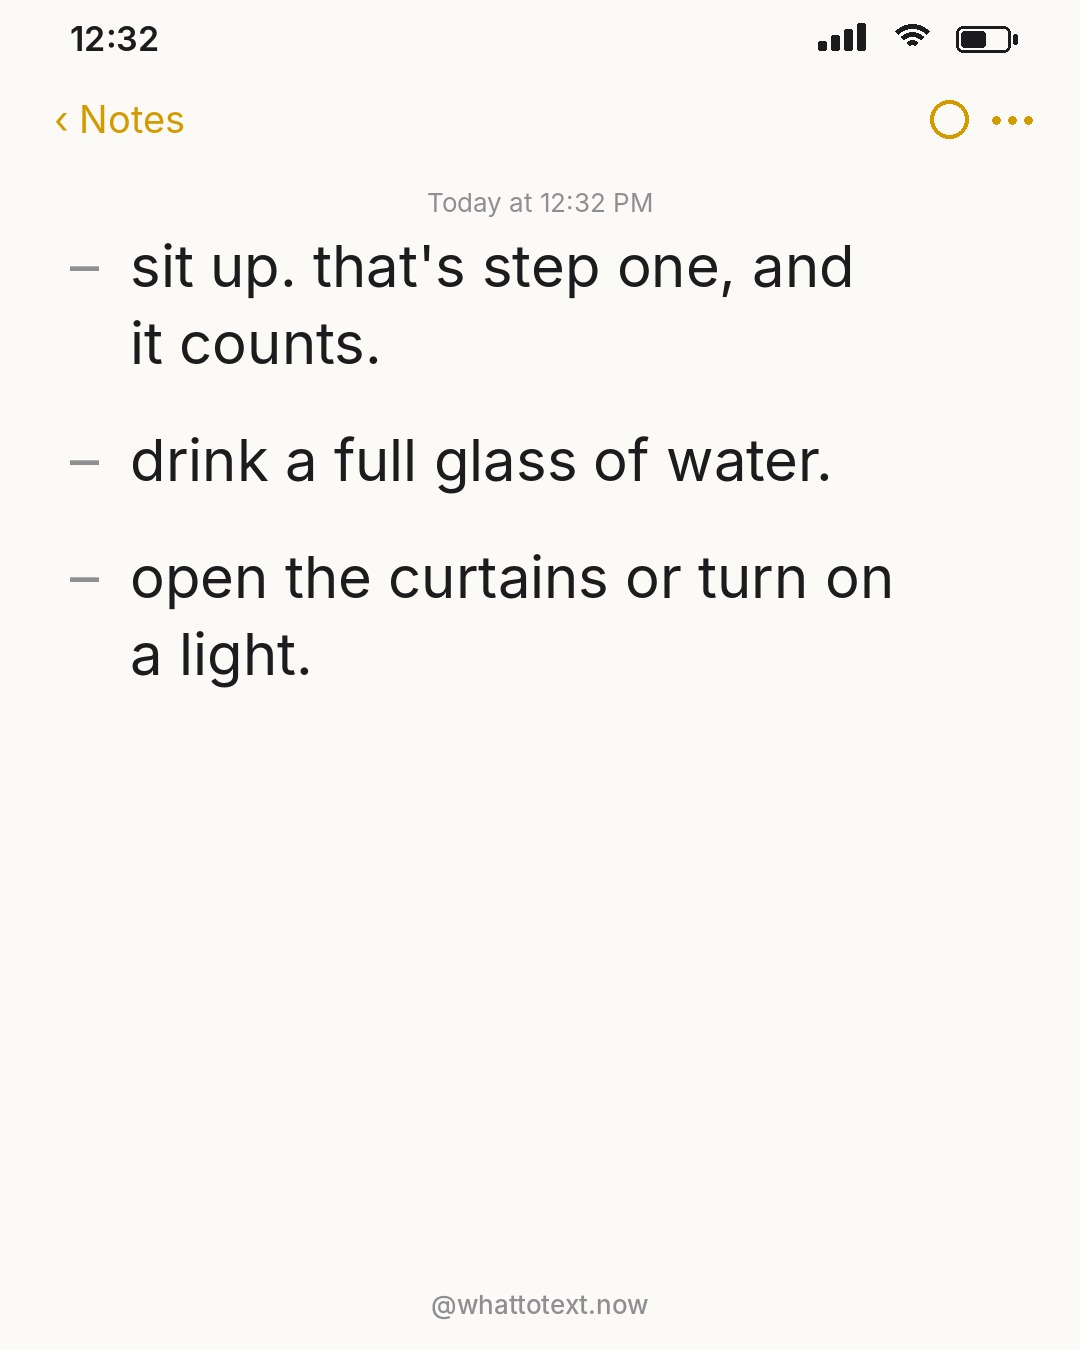 12:32
‹ Notes
Today at 12:32 PM
– sit up. that's step one, and
it counts.
– drink a full glass of water.
– open the curtains or turn on
a light.
@whattotext.now